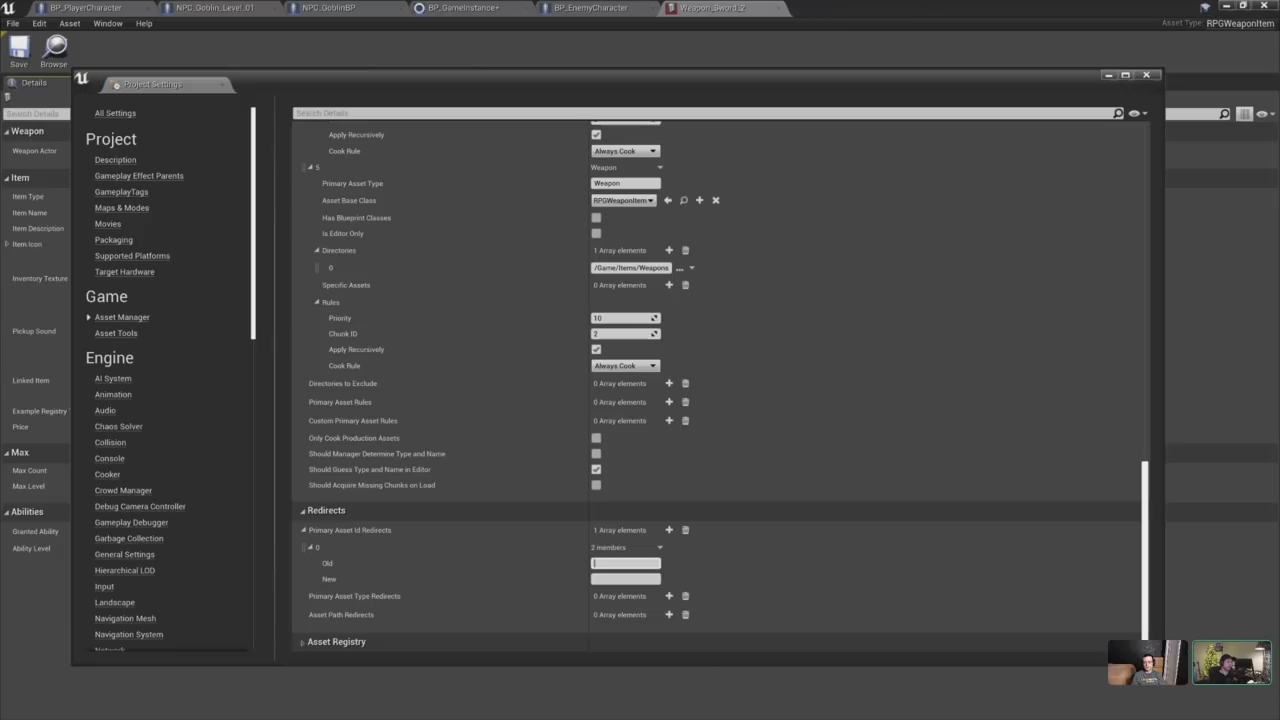 BP_PlayerCharacter
NPC_Goblin_Level_01
NPC_GoblinBP
BP_GameInstance*
BP_EnemyCharacter
File Edit Asset Window Help
Asset Type: RPGWeaponItem
Save Browse
Details
Search Details
Weapon
Weapon Actor
Item
Item Type
Item Name
Item Description
Item Icon
Inventory Texture
Pickup Sound
Linked Item
Example Registry
Price
Max
Max Count
Max Level
Abilities
Granted Ability
Ability Level
Project Settings
All Settings
Project
Description
Gameplay Effect Parents
GameplayTags
Maps & Modes
Movies
Packaging
Supported Platforms
Target Hardware
Game
Asset Manager
Asset Tools
Engine
AI System
Animation
Audio
Chaos Solver
Collision
Console
Cooker
Crowd Manager
Debug Camera Controller
Gameplay Debugger
Garbage Collection
General Settings
Hierarchical LOD
Input
Landscape
Navigation Mesh
Navigation System
Search Details
Apply Recursively
Cook Rule Always Cook
5 Weapon
Primary Asset Type Weapon
Asset Base Class RPGWeaponItem
Has Blueprint Classes
Is Editor Only
Directories 1 Array elements
0 /Game/Items/Weapons
Specific Assets 0 Array elements
Rules
Priority 10
Chunk ID 2
Apply Recursively
Cook Rule Always Cook
Directories to Exclude 0 Array elements
Primary Asset Rules 0 Array elements
Custom Primary Asset Rules 0 Array elements
Only Cook Production Assets
Should Manager Determine Type and Name
Should Guess Type and Name in Editor
Should Acquire Missing Chunks on Load
Redirects
Primary Asset Id Redirects 1 Array elements
0 2 members
Old
New
Primary Asset Type Redirects 0 Array elements
Asset Path Redirects 0 Array elements
Asset Registry